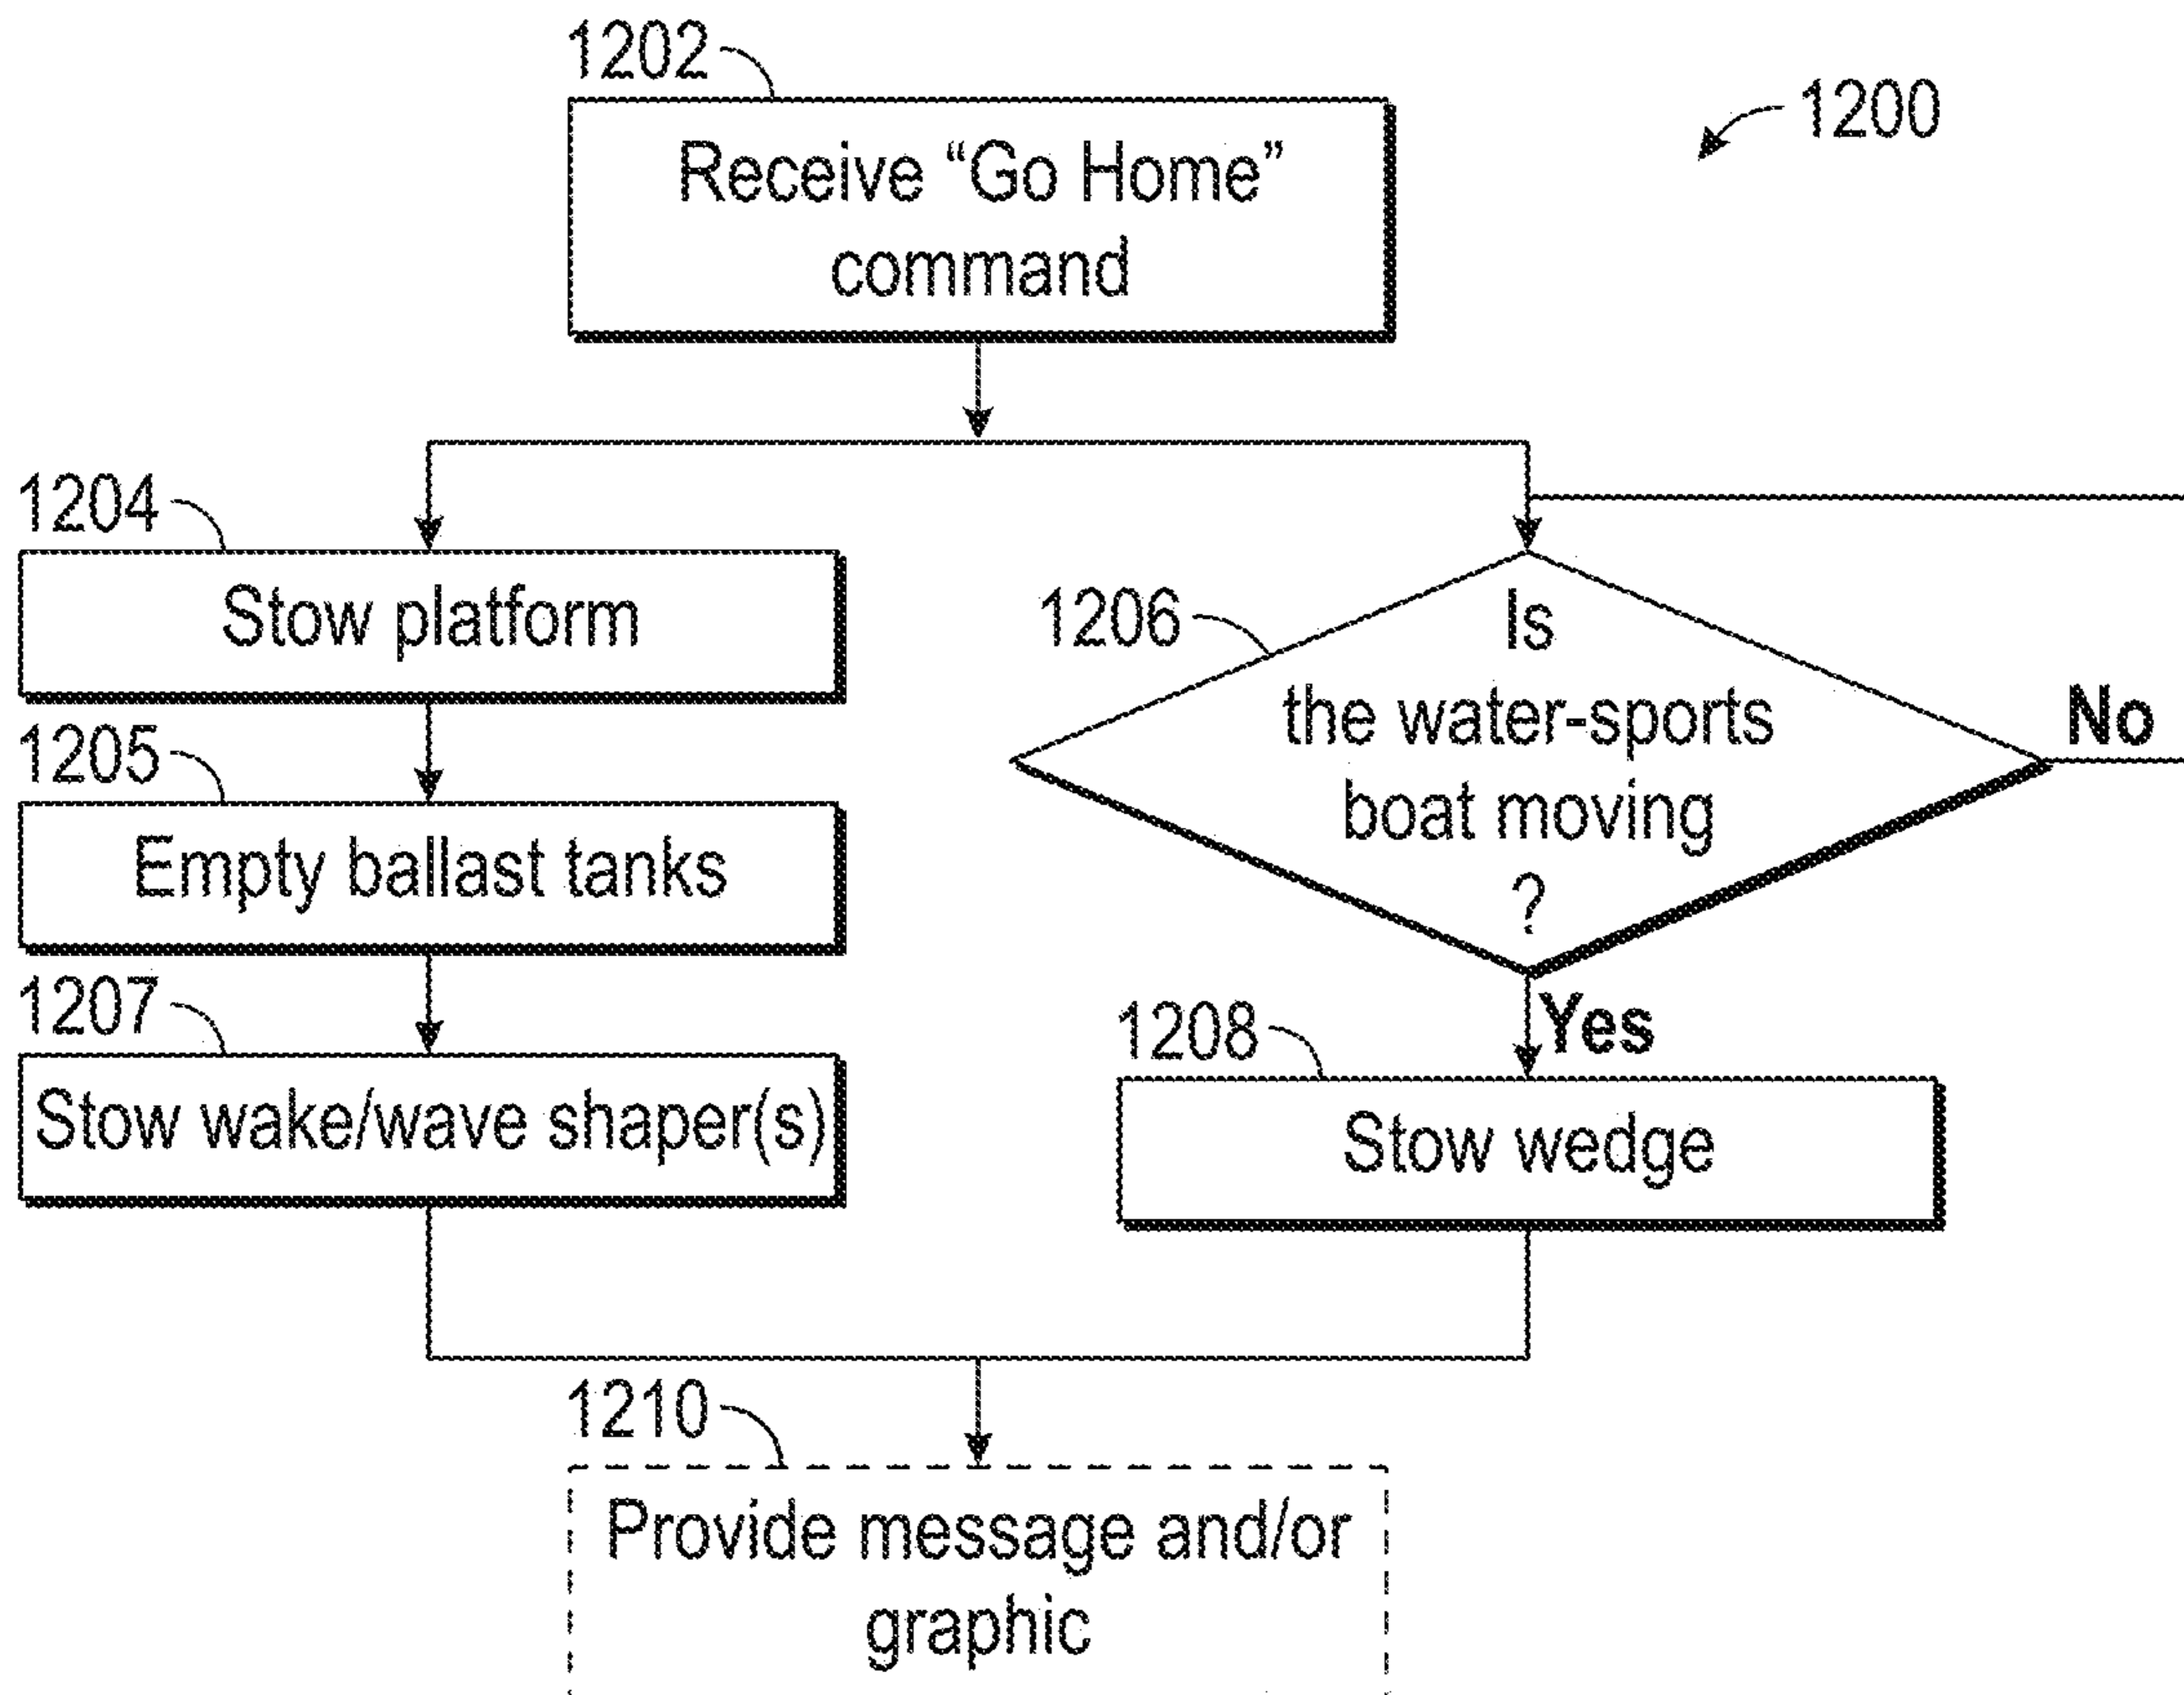 1202
1200
Receive “Go Home”
command
1204
Stow platform
1205
Empty ballast tanks
1207
Stow wake/wave shaper(s)
1206
Is
the water-sports
boat moving
?
No
Yes
1208
Stow wedge
1210
Provide message and/or
graphic